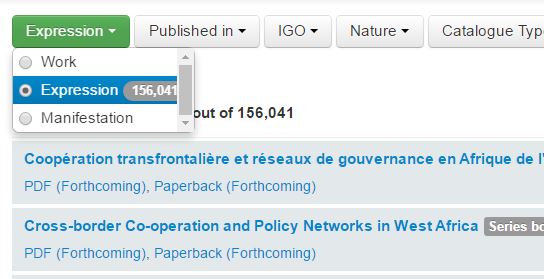 Expression Published in IGO Nature Catalogue
Work
Expression 156,041
Manifestation
out of 156,041
Coopération transfrontalière et réseaux de gouvernance en Afrique de
PDF (Forthcoming), Paperback (Forthcoming)
Cross-border Co-operation and Policy Networks in West Africa Series
PDF (Forthcoming), Paperback (Forthcoming)